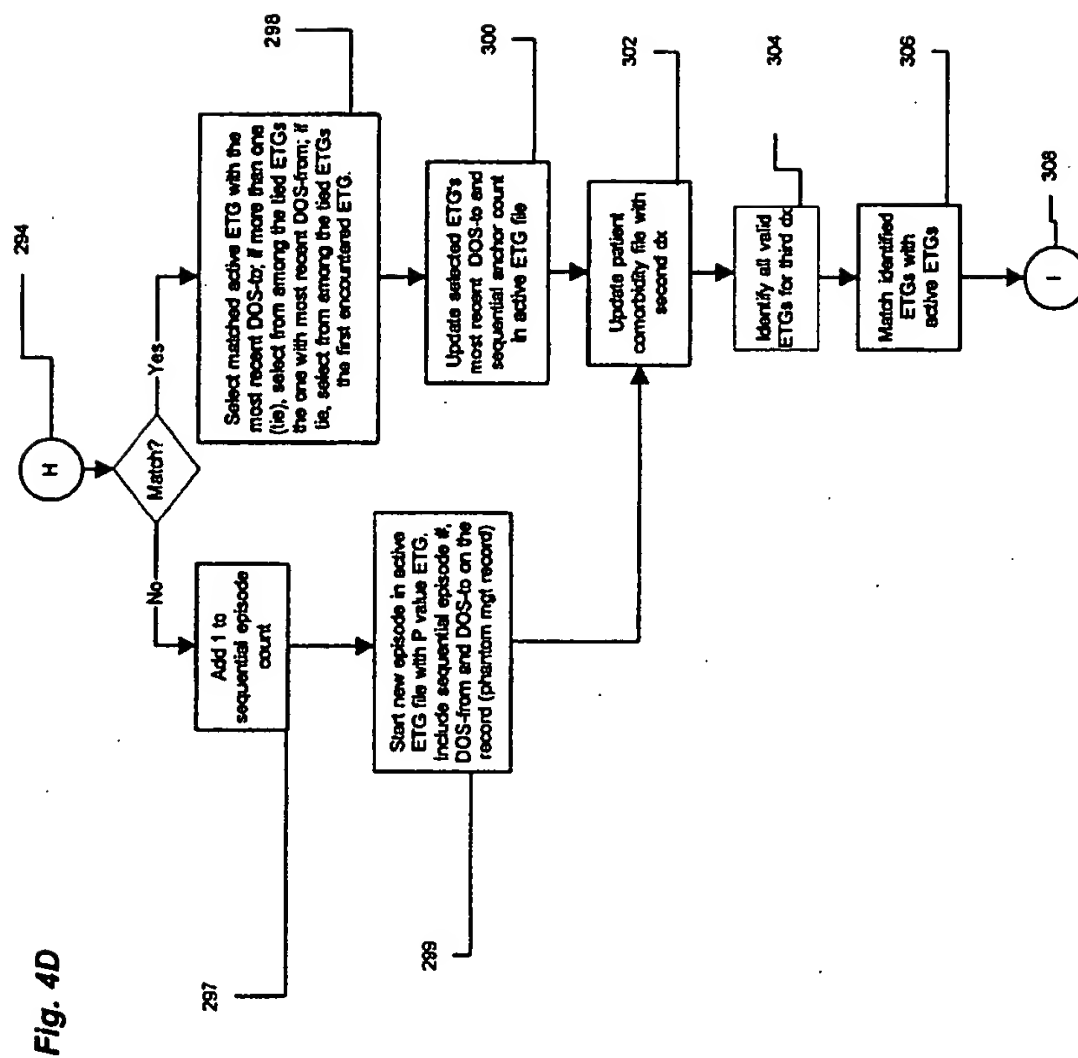 Fig. 4D
294
H
Match?
No
Yes
297
Add 1 to
sequential episode
count
299
Start new episode in active
ETG file with P value ETG.
Include sequential episode #,
DOS-from and DOS-to on the
record (phantom mgt record)
298
Select matched active ETG with the
most recent DOS-to; if more than one
(tie), select from among the tied ETGs
the one with most recent DOS-from; if
tie, select from among the tied ETGs
the first encountered ETG.
300
Update selected ETG's
most recent DOS-to and
sequential anchor count
in active ETG file
302
Update patient
comorbidity file with
second dx
304
Identify all valid
ETGs for third dx
306
Match identified
ETGs with
active ETGs
308
I